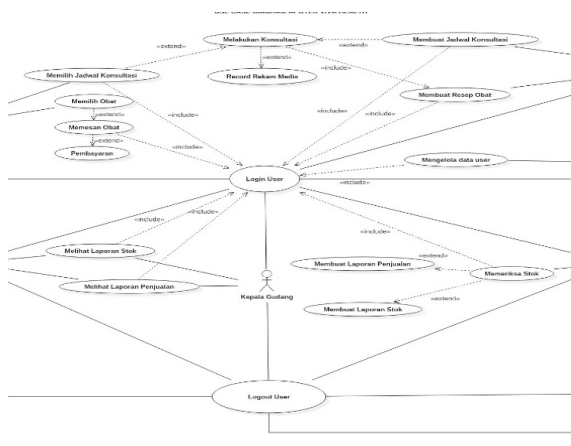 Melakukan Konsultasi
Membuat Jadwal Konsultasi
«extend»
«extend»
«extend»
Memilih Jadwal Konsultasi
Record Rekam Medis
«include»
Membuat Resep Obat
Memilih Obat
«extend»
«include»
«include»
Memesan Obat
«extend»
«include»
Pembayaran
Mengelola data user
Login User
«include»
«include»
«include»
«include»
Melihat Laporan Stok
«extend»
Membuat Laporan Penjualan
Memeriksa Stok
Melihat Laporan Penjualan
Kepala Gudang
«extend»
Membuat Laporan Stok
Logout User